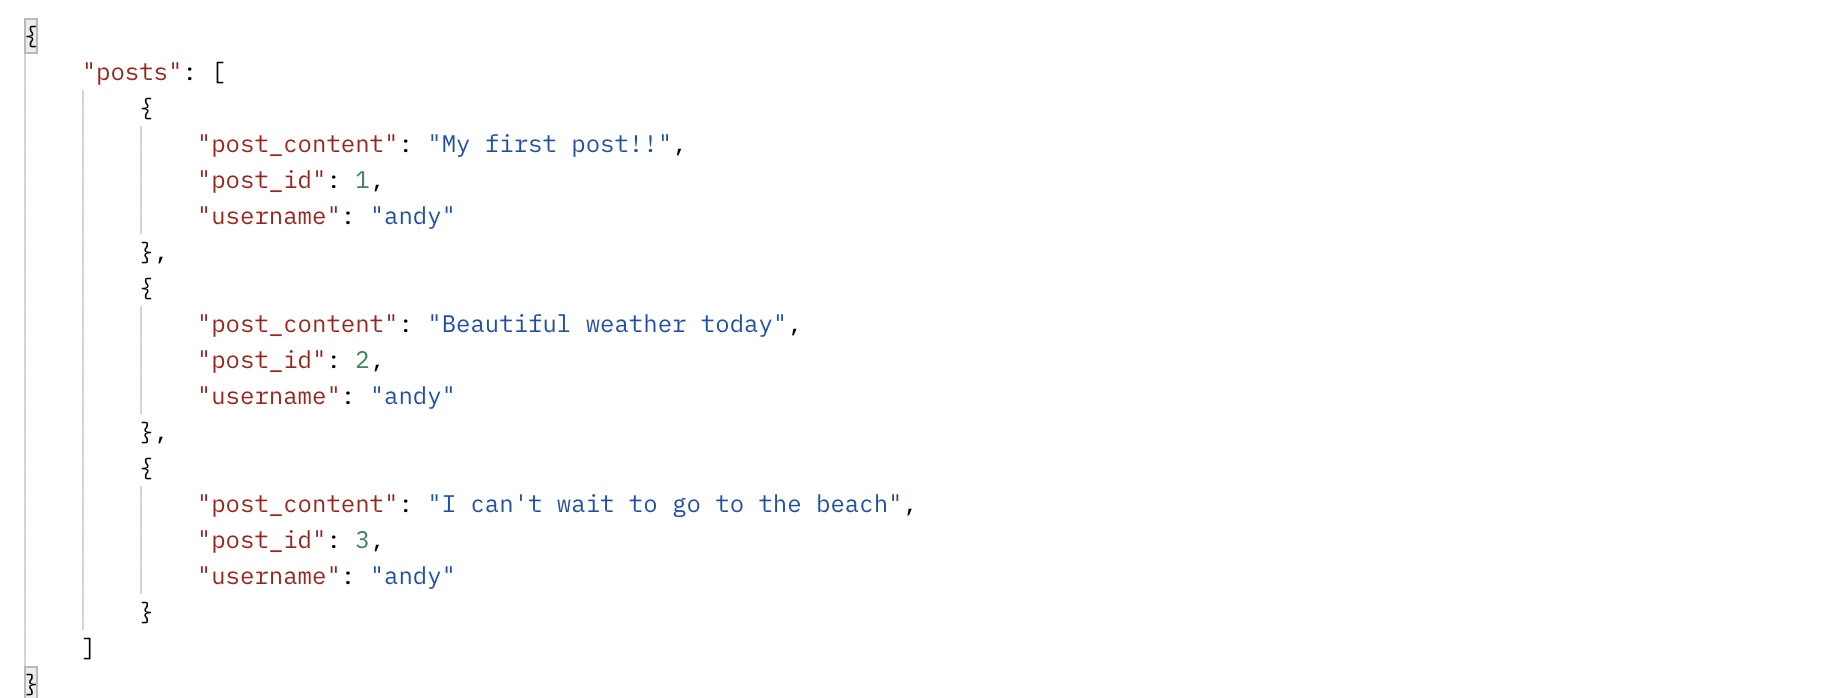 {
"posts": [
{
"post_content": "My first post!!",
"post_id": 1,
"username": "andy"
},
{
"post_content": "Beautiful weather today",
"post_id": 2,
"username": "andy"
},
{
"post_content": "I can't wait to go to the beach",
"post_id": 3,
"username": "andy"
}
]
}